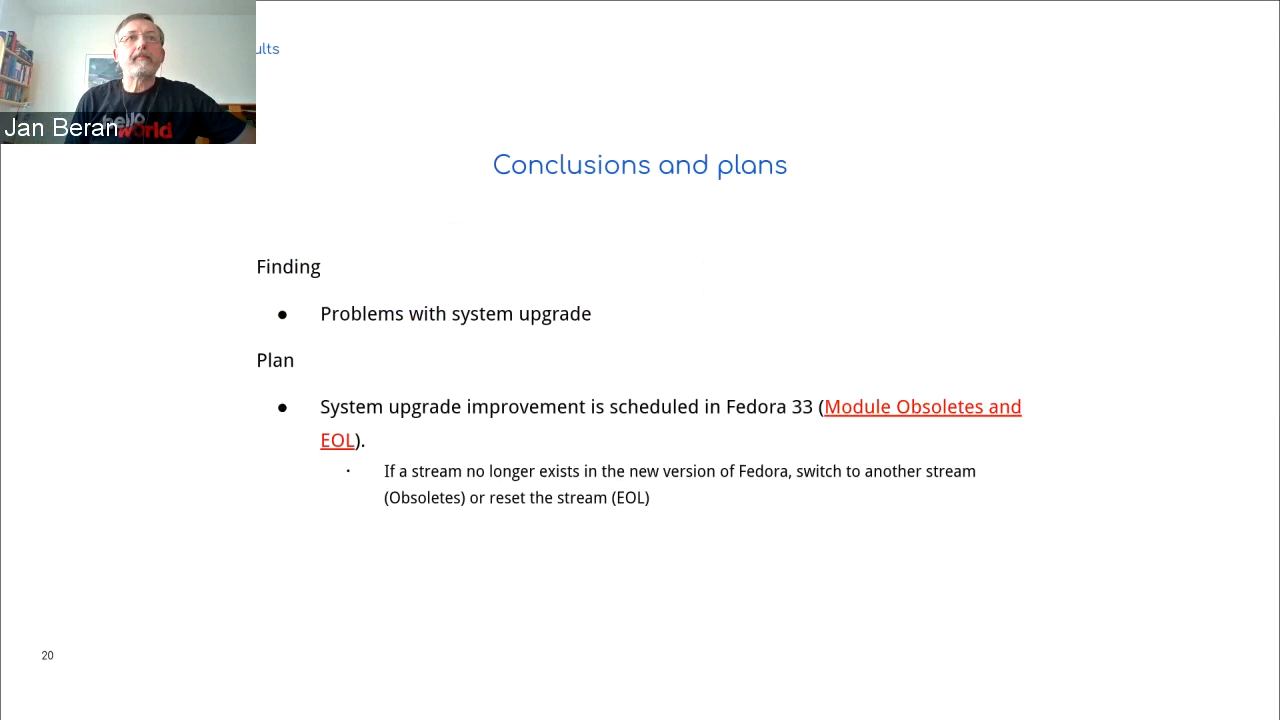 ults
hello
world
Jan Beran
Conclusions and plans
Finding
● Problems with system upgrade
Plan
● System upgrade improvement is scheduled in Fedora 33 (Module Obsoletes and
EOL).
· If a stream no longer exists in the new version of Fedora, switch to another stream
(Obsoletes) or reset the stream (EOL)
20